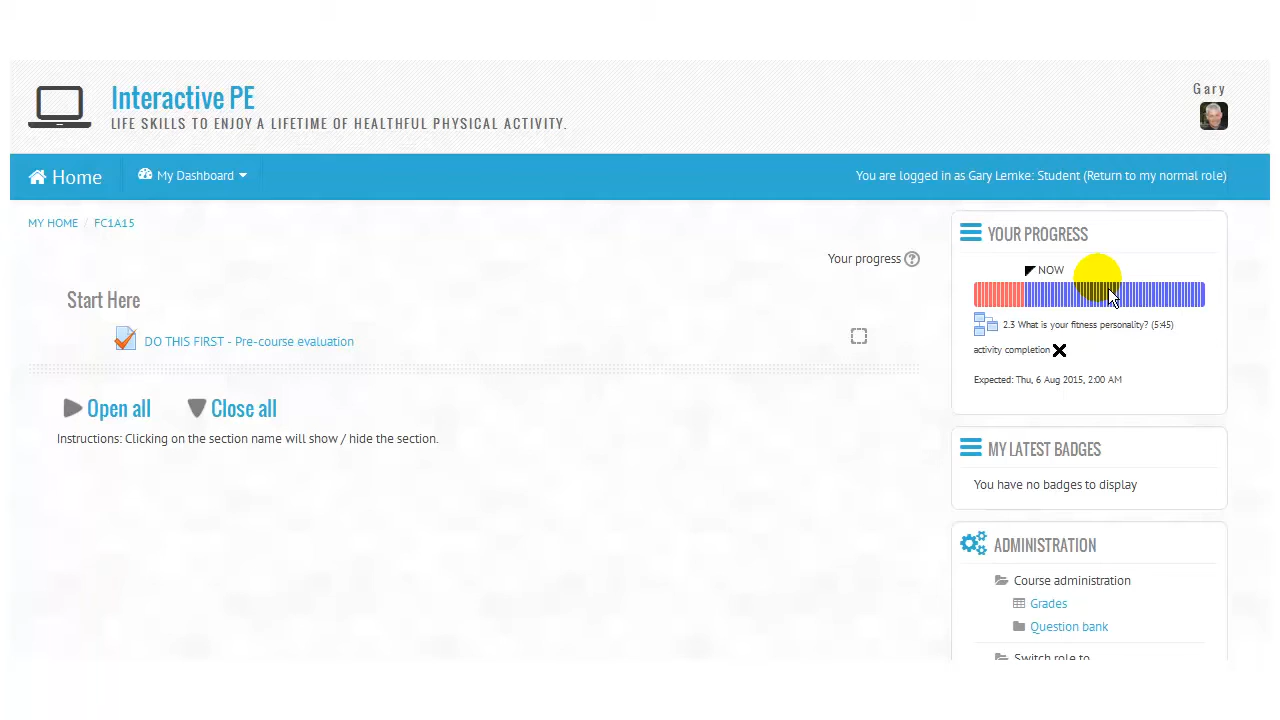 Interactive PE
LIFE SKILLS TO ENJOY A LIFETIME OF HEALTHFUL PHYSICAL ACTIVITY.
Gary
Home
My Dashboard
You are logged in as Gary Lemke: Student (Return to my normal role)
MY HOME / FC1A15
Your progress
Start Here
DO THIS FIRST - Pre-course evaluation
Open all
Close all
Instructions: Clicking on the section name will show / hide the section.
YOUR PROGRESS
NOW
2.3 What is your fitness personality? (5:45)
activity completion
Expected: Thu, 6 Aug 2015, 2:00 AM
MY LATEST BADGES
You have no badges to display
ADMINISTRATION
Course administration
Grades
Question bank
Switch role to